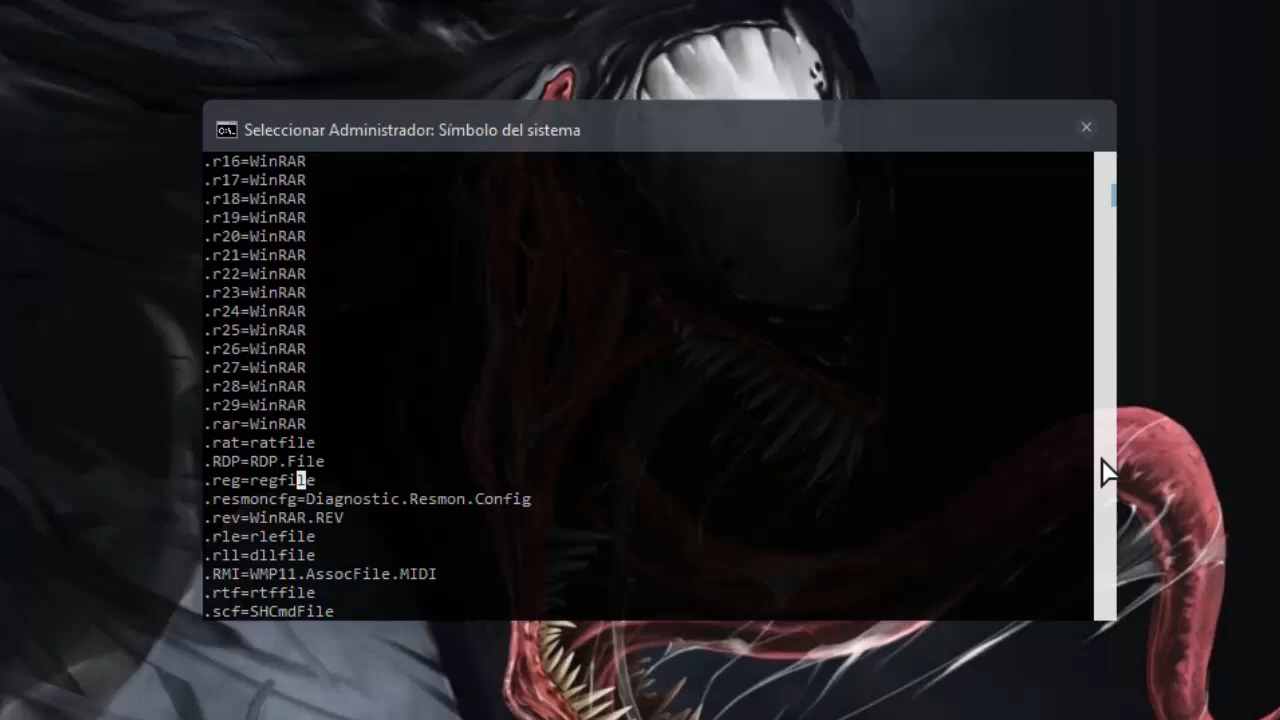 Seleccionar Administrador: Símbolo del sistema
.r16=WinRAR
.r17=WinRAR
.r18=WinRAR
.r19=WinRAR
.r20=WinRAR
.r21=WinRAR
.r22=WinRAR
.r23=WinRAR
.r24=WinRAR
.r25=WinRAR
.r26=WinRAR
.r27=WinRAR
.r28=WinRAR
.r29=WinRAR
.rar=WinRAR
.rat=ratfile
.RDP=RDP.File
.reg=regfile
.resmoncfg=Diagnostic.Resmon.Config
.rev=WinRAR.REV
.rle=rlefile
.rll=dllfile
.RMI=WMP11.AssocFile.MIDI
.rtf=rtffile
.scf=SHCmdFile